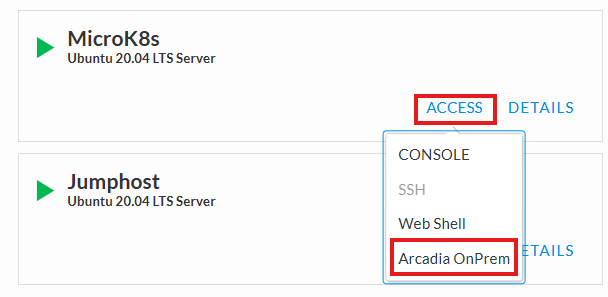 MicroK8s
Ubuntu 20.04 LTS Server
ACCESS DETAILS
CONSOLE
SSH
Web Shell
Arcadia OnPrem
Jumphost
Ubuntu 20.04 LTS Server
ETAILS